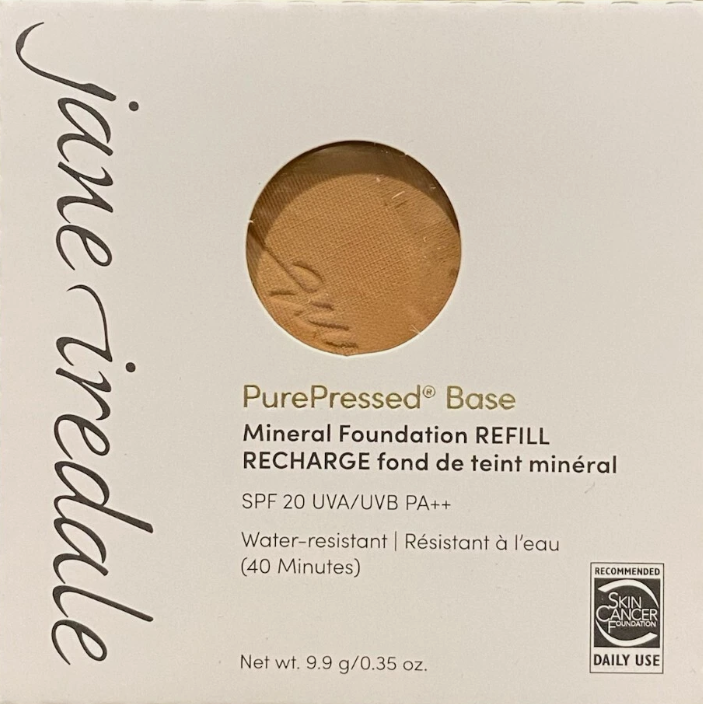 jane iredale
PurePressed® Base
Mineral Foundation REFILL
RECHARGE fond de teint minéral
SPF 20 UVA/UVB PA++
Water-resistant | Résistant à l'eau
(40 Minutes)
RECOMMENDED
SKIN
CANCER
FOUNDATION
DAILY USE
Net wt. 9.9 g/0.35 oz.